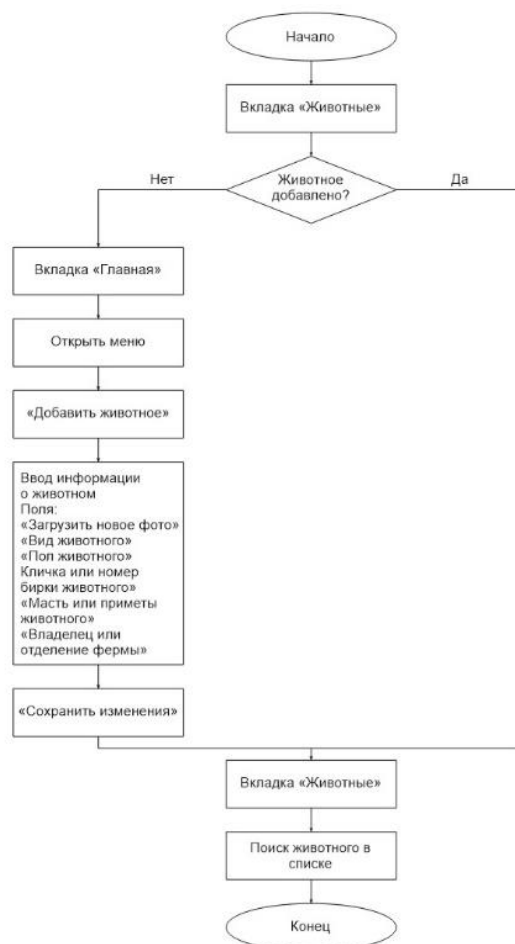 Начало
Вкладка «Животные»
Животное
добавлено?
Нет
Да
Вкладка «Главная»
Открыть меню
«Добавить животное»
Ввод информации
о животном
Поля:
«Загрузить новое фото»
«Вид животного»
«Пол животного»
Кличка или номер
бирки животного»
«Масть или приметы
животного»
«Владелец или
отделение фермы»
«Сохранить изменения»
Вкладка «Животные»
Поиск животного в
списке
Конец